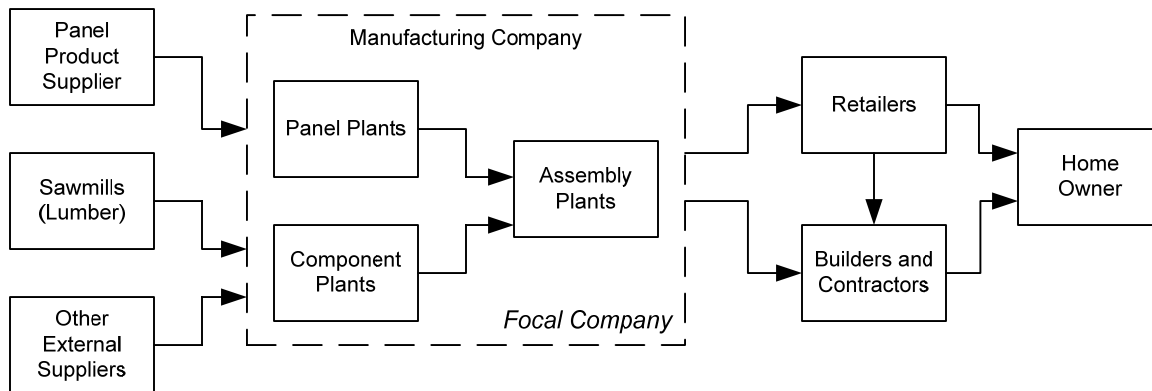 Panel
Product
Supplier
Sawmills
(Lumber)
Other
External
Suppliers
Manufacturing Company
Panel Plants
Component
Plants
Assembly
Plants
Focal Company
Retailers
Builders and
Contractors
Home
Owner